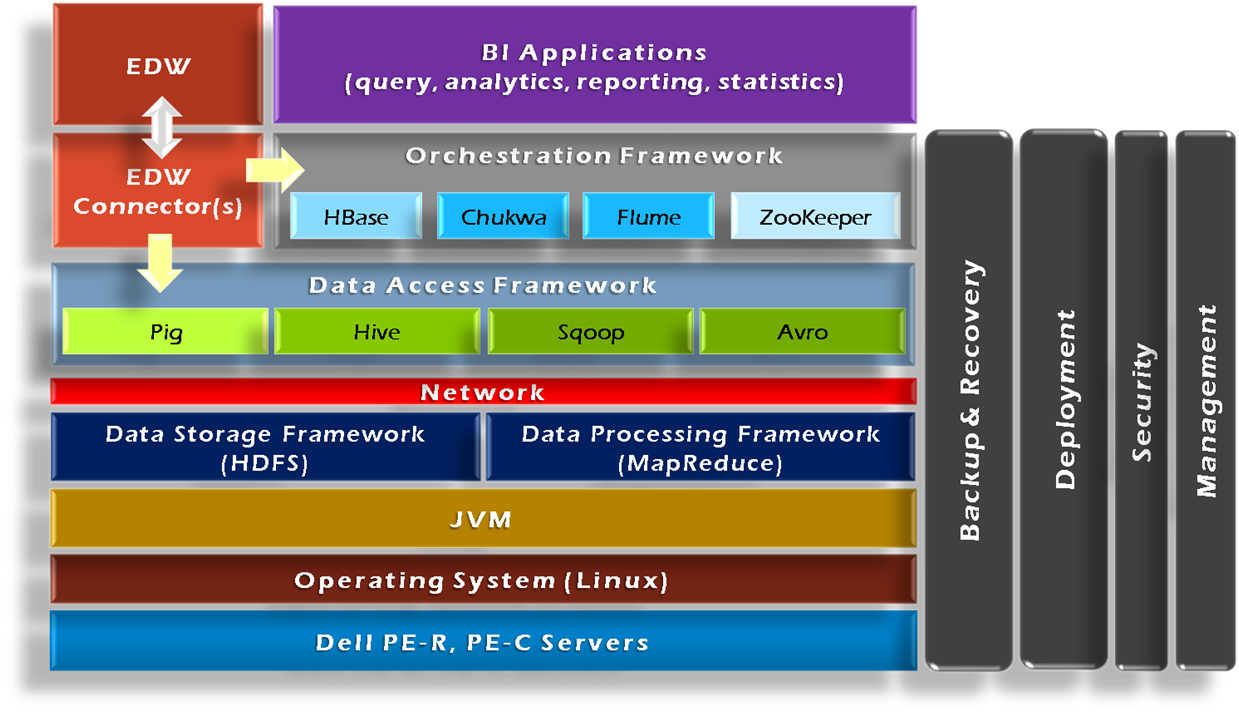 EDW
BI Applications
(query, analytics, reporting, statistics)
EDW
Connector(s)
Orchestration Framework
HBase
Chukwa
Flume
ZooKeeper
Data Access Framework
Pig
Hive
Sqoop
Avro
Network
Data Storage Framework
(HDFS)
Data Processing Framework
(MapReduce)
JVM
Operating System (Linux)
Dell PE-R, PE-C Servers
Backup & Recovery
Deployment
Security
Management